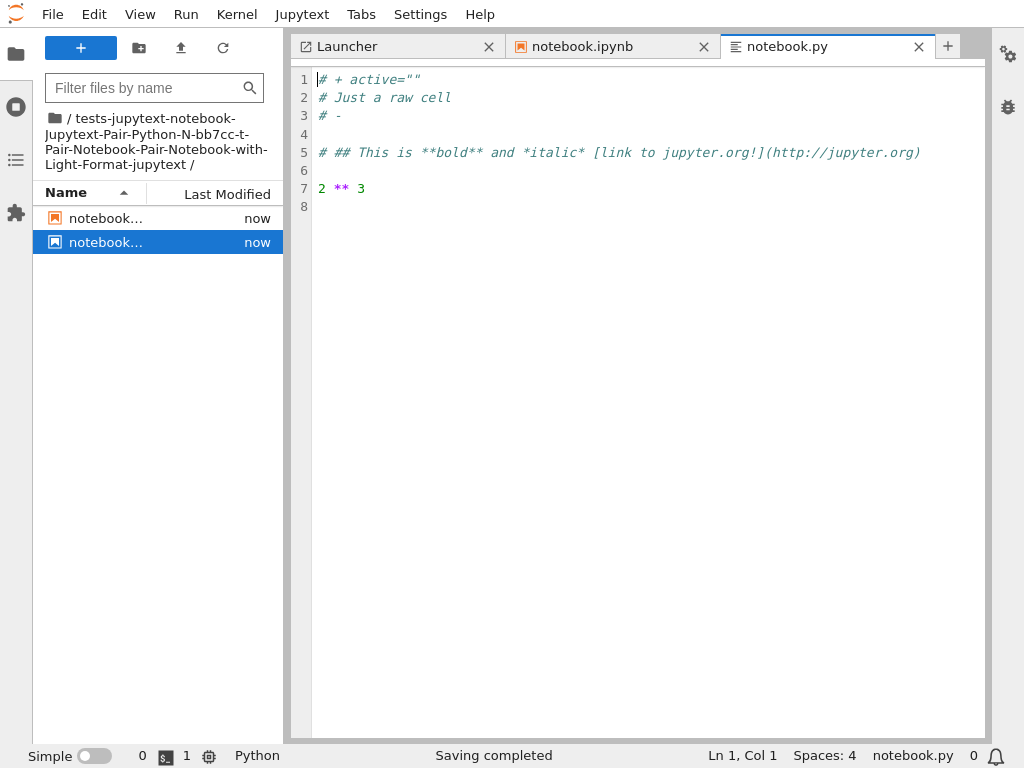 File Edit View Run Kernel Jupytext Tabs Settings Help
Launcher
notebook.ipynb
notebook.py
Filter files by name
/ tests-jupytext-notebook-
Jupytext-Pair-Python-N-bb7cc-t-
Pair-Notebook-Pair-Notebook-with-
Light-Format-jupytext /
Name Last Modified
notebook... now
notebook... now
1 # + active=""
2 # Just a raw cell
3 # -
4
5 # ## This is **bold** and *italic* [link to jupyter.org!](http://jupyter.org)
6
7 2 ** 3
8
Simple 0 $_ 1 Python Saving completed Ln 1, Col 1 Spaces: 4 notebook.py 0